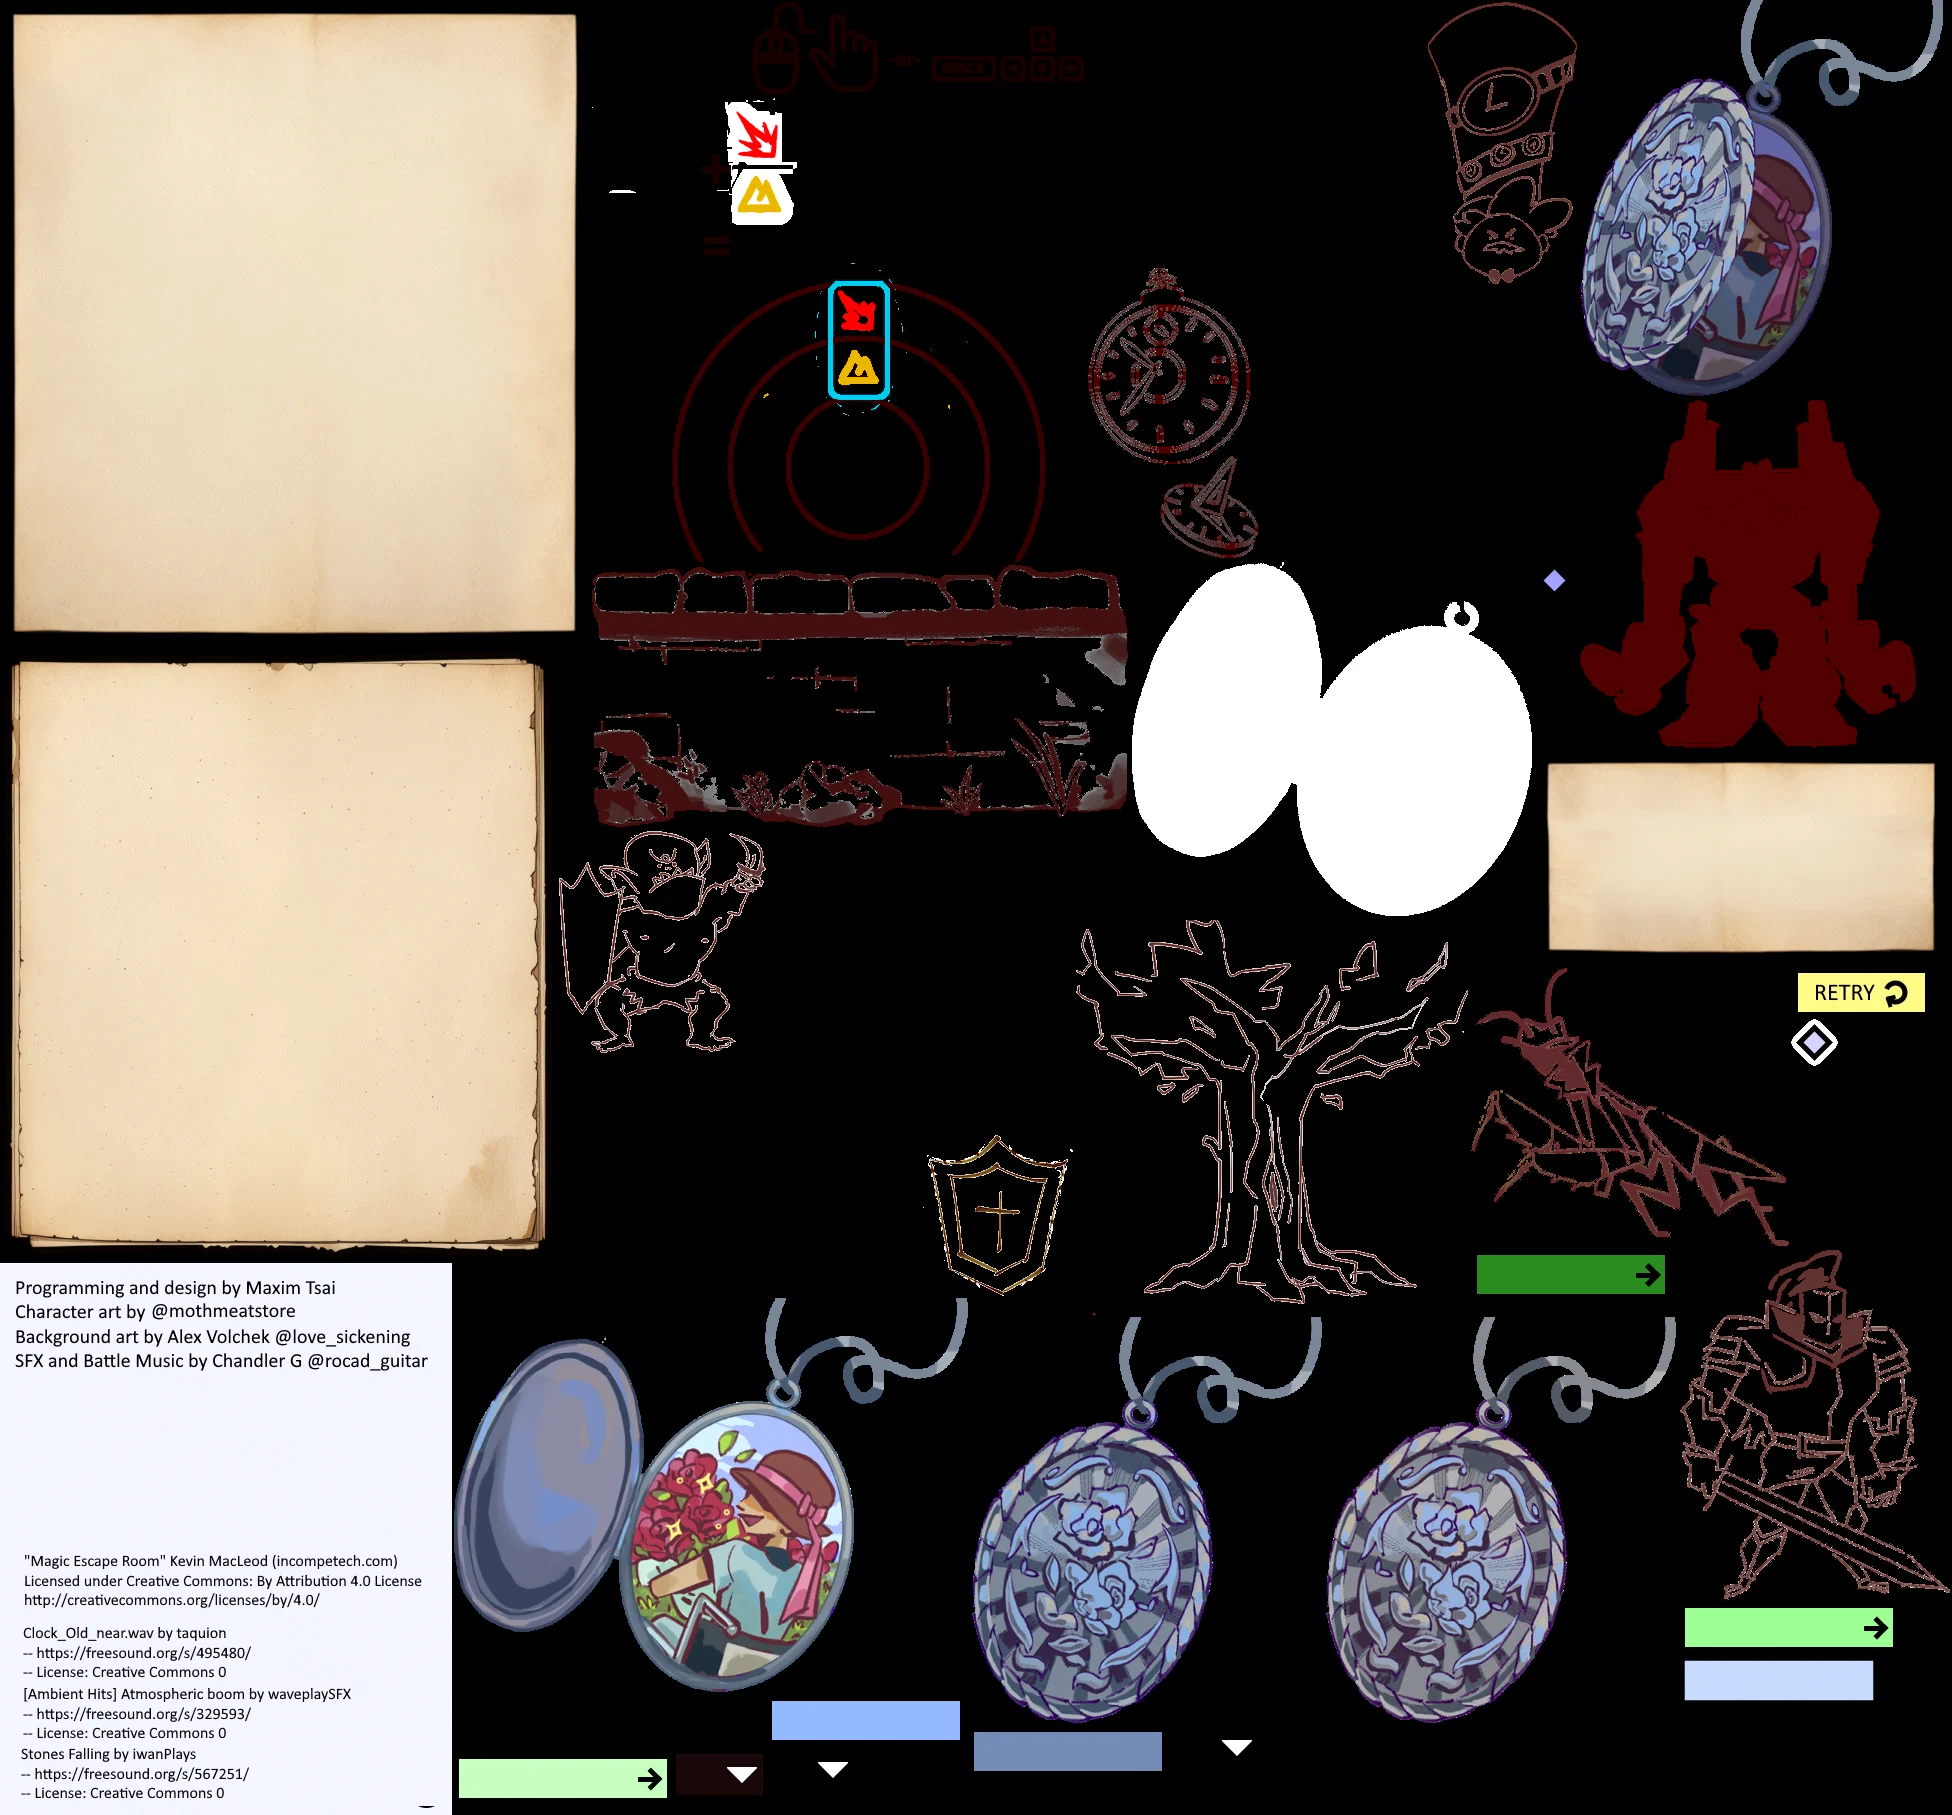 -or-
SPACE
RETRY
Programming and design by Maxim Tsai
Character art by @mothmeatstore
Background art by Alex Volchek @love_sickening
SFX and Battle Music by Chandler G @rocad_guitar
"Magic Escape Room" Kevin MacLeod (incompetech.com)
Licensed under Creative Commons: By Attribution 4.0 License
http://creativecommons.org/licenses/by/4.0/
Clock_Old_near.wav by taquion
-- https://freesound.org/s/495480/
-- License: Creative Commons 0
[Ambient Hits] Atmospheric boom by waveplaySFX
-- https://freesound.org/s/329593/
-- License: Creative Commons 0
Stones Falling by iwanPlays
-- https://freesound.org/s/567251/
-- License: Creative Commons 0